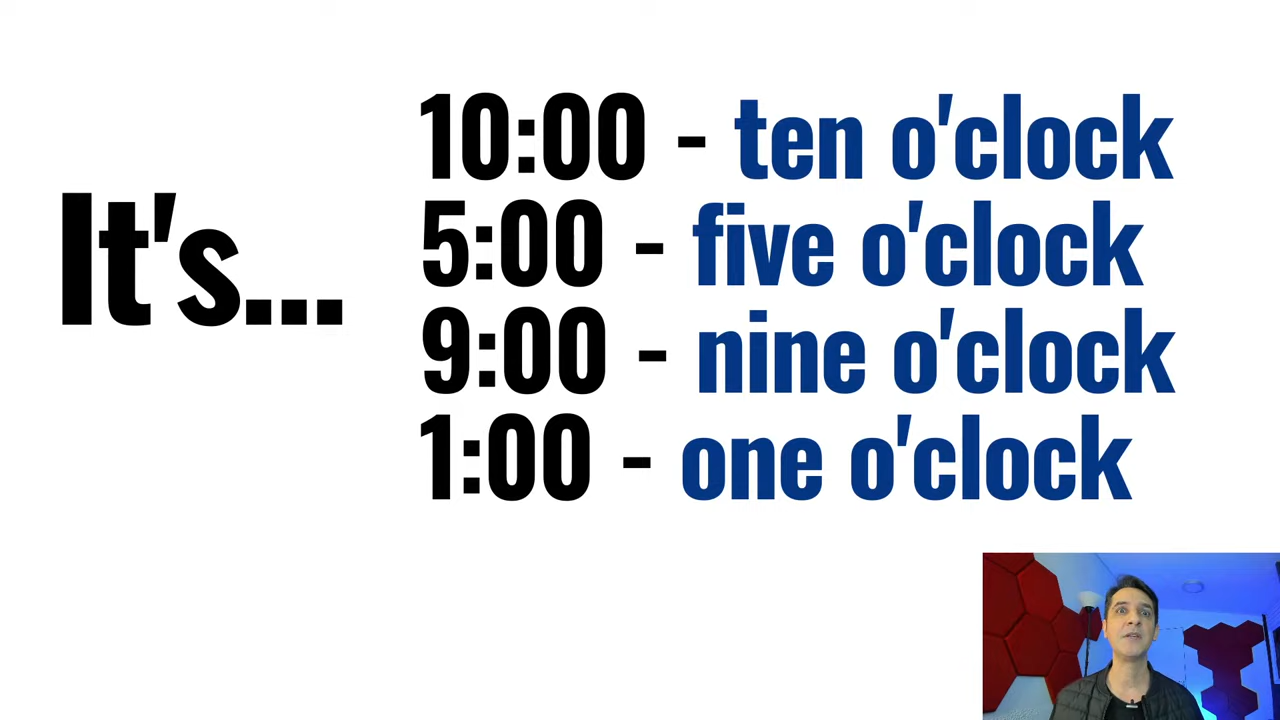 It's...
10:00 - ten o'clock
5:00 - five o'clock
9:00 - nine o'clock
1:00 - one o'clock